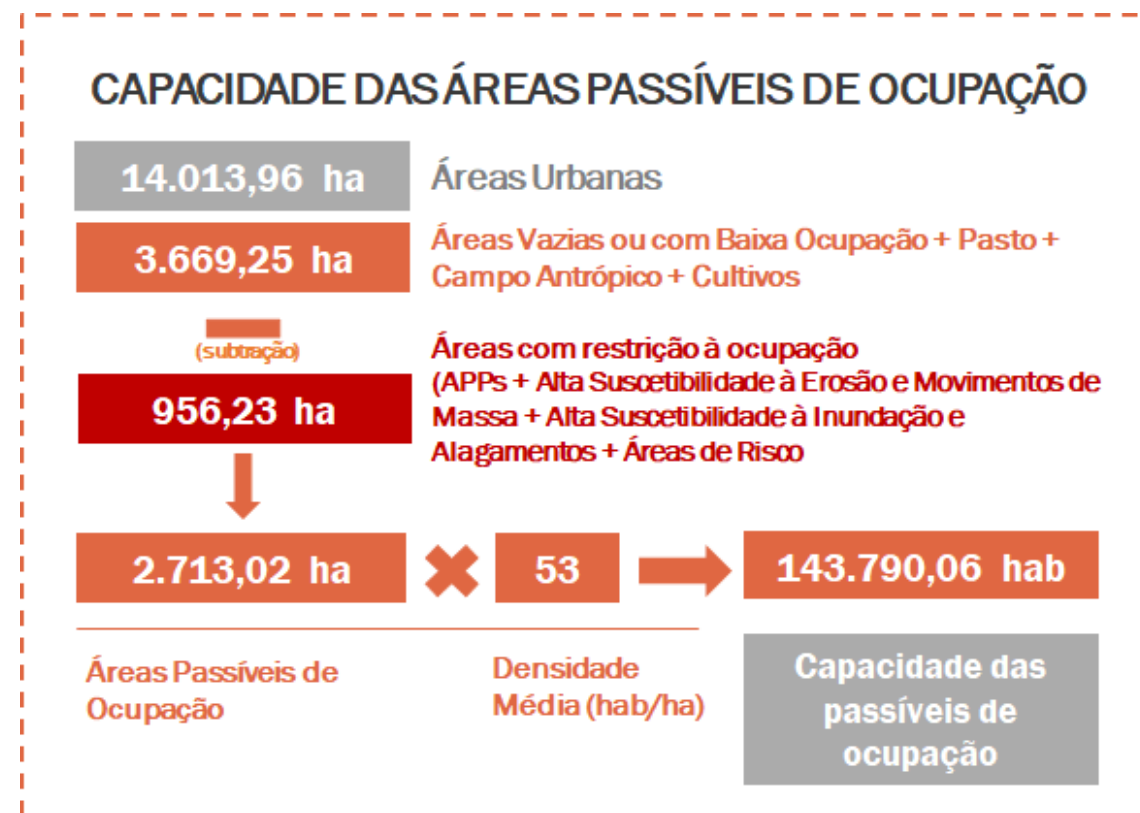 CAPACIDADE DAS ÁREAS PASSÍVEIS DE OCUPAÇÃO
14.013,96 ha
Áreas Urbanas
3.669,25 ha
Áreas Vazias ou com Baixa Ocupação + Pasto +
Campo Antrópico + Cultivos
(subtração)
956,23 ha
Áreas com restrição à ocupação
(APPs + Alta Suscetibilidade à Erosão e Movimentos de
Massa + Alta Suscetibilidade à Inundação e
Alagamentos + Áreas de Risco
2.713,02 ha
53
143.790,06 hab
Áreas Passíveis de
Ocupação
Densidade
Média (hab/ha)
Capacidade das
passíveis de
ocupação